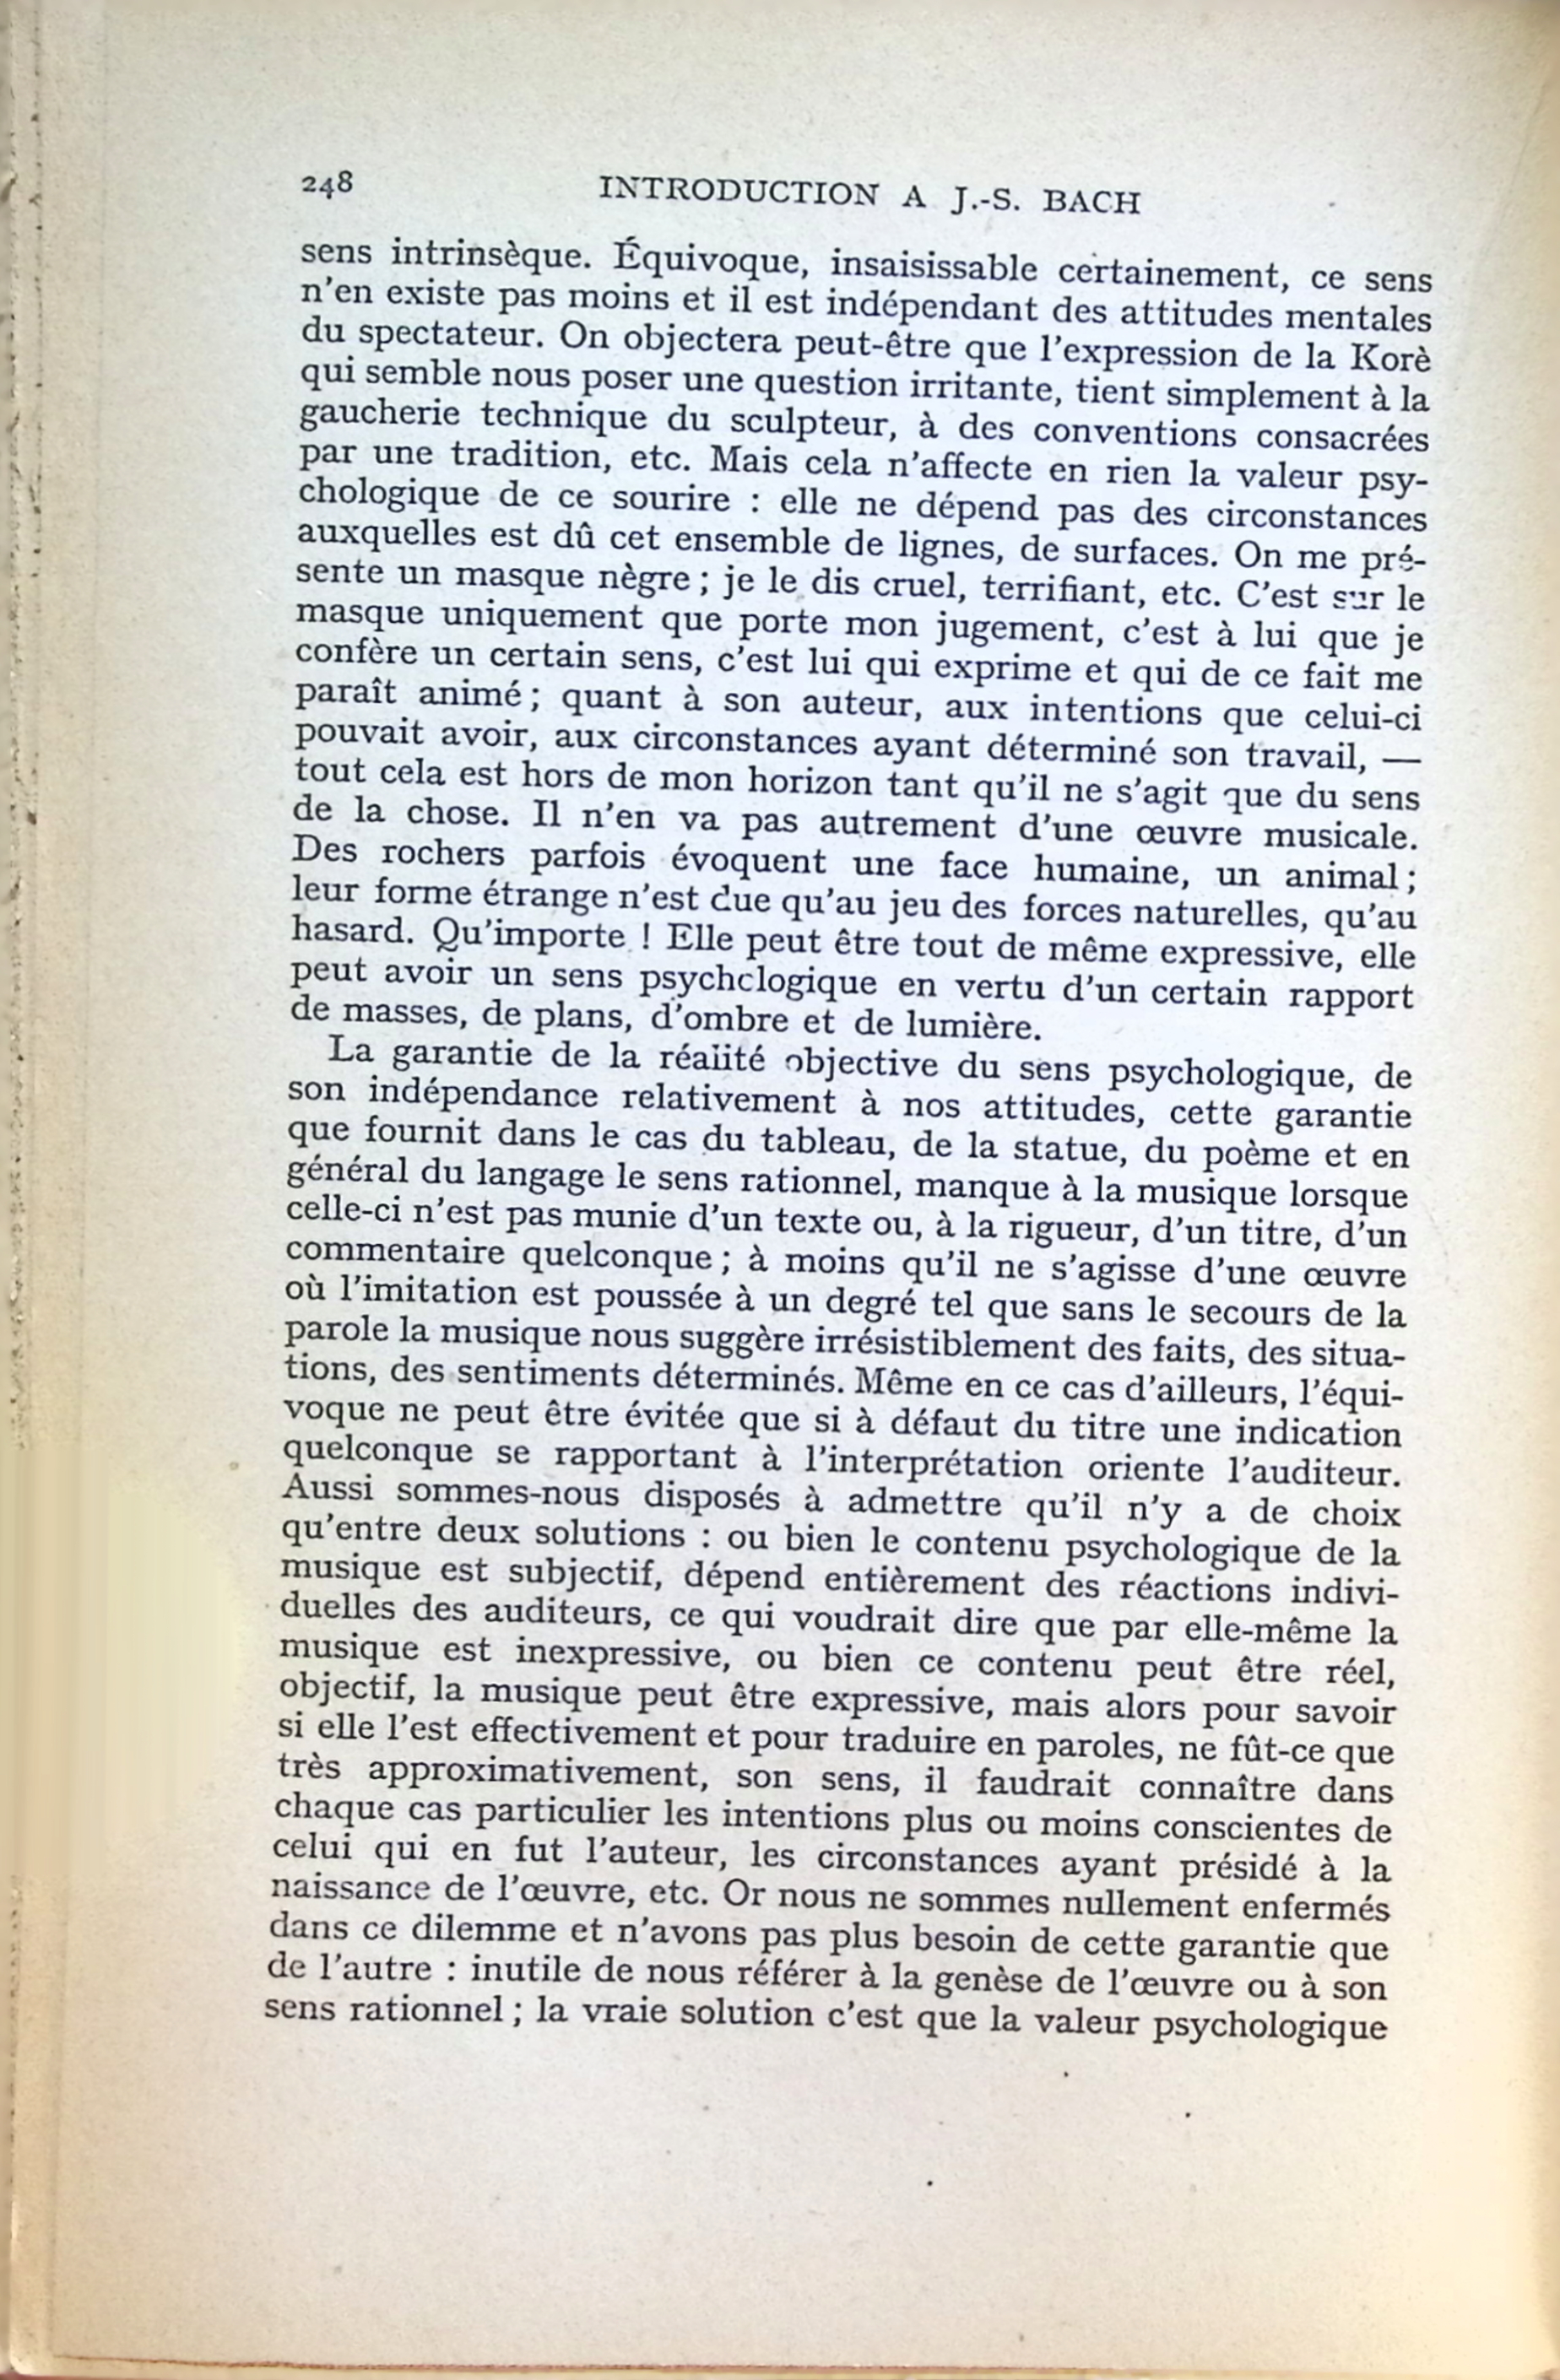 248 INTRODUCTION A J.-S. BACH
sens intrinsèque. Équivoque, insaisissable certainement, ce sens
n'en existe pas moins et il est indépendant des attitudes mentales
du spectateur. On objectera peut-être que l'expression de la Korè
qui semble nous poser une question irritante, tient simplement à la
gaucherie technique du sculpteur, à des conventions consacrées
par une tradition, etc. Mais cela n'affecte en rien la valeur psy-
chologique de ce sourire : elle ne dépend pas des circonstances
auxquelles est dû cet ensemble de lignes, de surfaces. On me pré-
sente un masque nègre ; je le dis cruel, terrifiant, etc. C'est sur le
masque uniquement que porte mon jugement, c'est à lui que je
confère un certain sens, c'est lui qui exprime et qui de ce fait me
paraît animé ; quant à son auteur, aux intentions que celui-ci
pouvait avoir, aux circonstances ayant déterminé son travail, —
tout cela est hors de mon horizon tant qu'il ne s'agit que du sens
de la chose. Il n'en va pas autrement d'une œuvre musicale.
Des rochers parfois évoquent une face humaine, un animal ;
leur forme étrange n'est due qu'au jeu des forces naturelles, qu'au
hasard. Qu'importe ! Elle peut être tout de même expressive, elle
peut avoir un sens psychologique en vertu d'un certain rapport
de masses, de plans, d'ombre et de lumière.
La garantie de la réalité objective du sens psychologique, de
son indépendance relativement à nos attitudes, cette garantie
que fournit dans le cas du tableau, de la statue, du poème et en
général du langage le sens rationnel, manque à la musique lorsque
celle-ci n'est pas munie d'un texte ou, à la rigueur, d'un titre, d'un
commentaire quelconque ; à moins qu'il ne s'agisse d'une œuvre
où l'imitation est poussée à un degré tel que sans le secours de la
parole la musique nous suggère irrésistiblement des faits, des situa-
tions, des sentiments déterminés. Même en ce cas d'ailleurs, l'équi-
voque ne peut être évitée que si à défaut du titre une indication
quelconque se rapportant à l'interprétation oriente l'auditeur.
Aussi sommes-nous disposés à admettre qu'il n'y a de choix
qu'entre deux solutions : ou bien le contenu psychologique de la
musique est subjectif, dépend entièrement des réactions indivi-
duelles des auditeurs, ce qui voudrait dire que par elle-même la
musique est inexpressive, ou bien ce contenu peut être réel,
objectif, la musique peut être expressive, mais alors pour savoir
si elle l'est effectivement et pour traduire en paroles, ne fût-ce que
très approximativement, son sens, il faudrait connaître dans
chaque cas particulier les intentions plus ou moins conscientes de
celui qui en fut l'auteur, les circonstances ayant présidé à la
naissance de l'œuvre, etc. Or nous ne sommes nullement enfermés
dans ce dilemme et n'avons pas plus besoin de cette garantie que
de l'autre : inutile de nous référer à la genèse de l'œuvre ou à son
sens rationnel ; la vraie solution c'est que la valeur psychologique